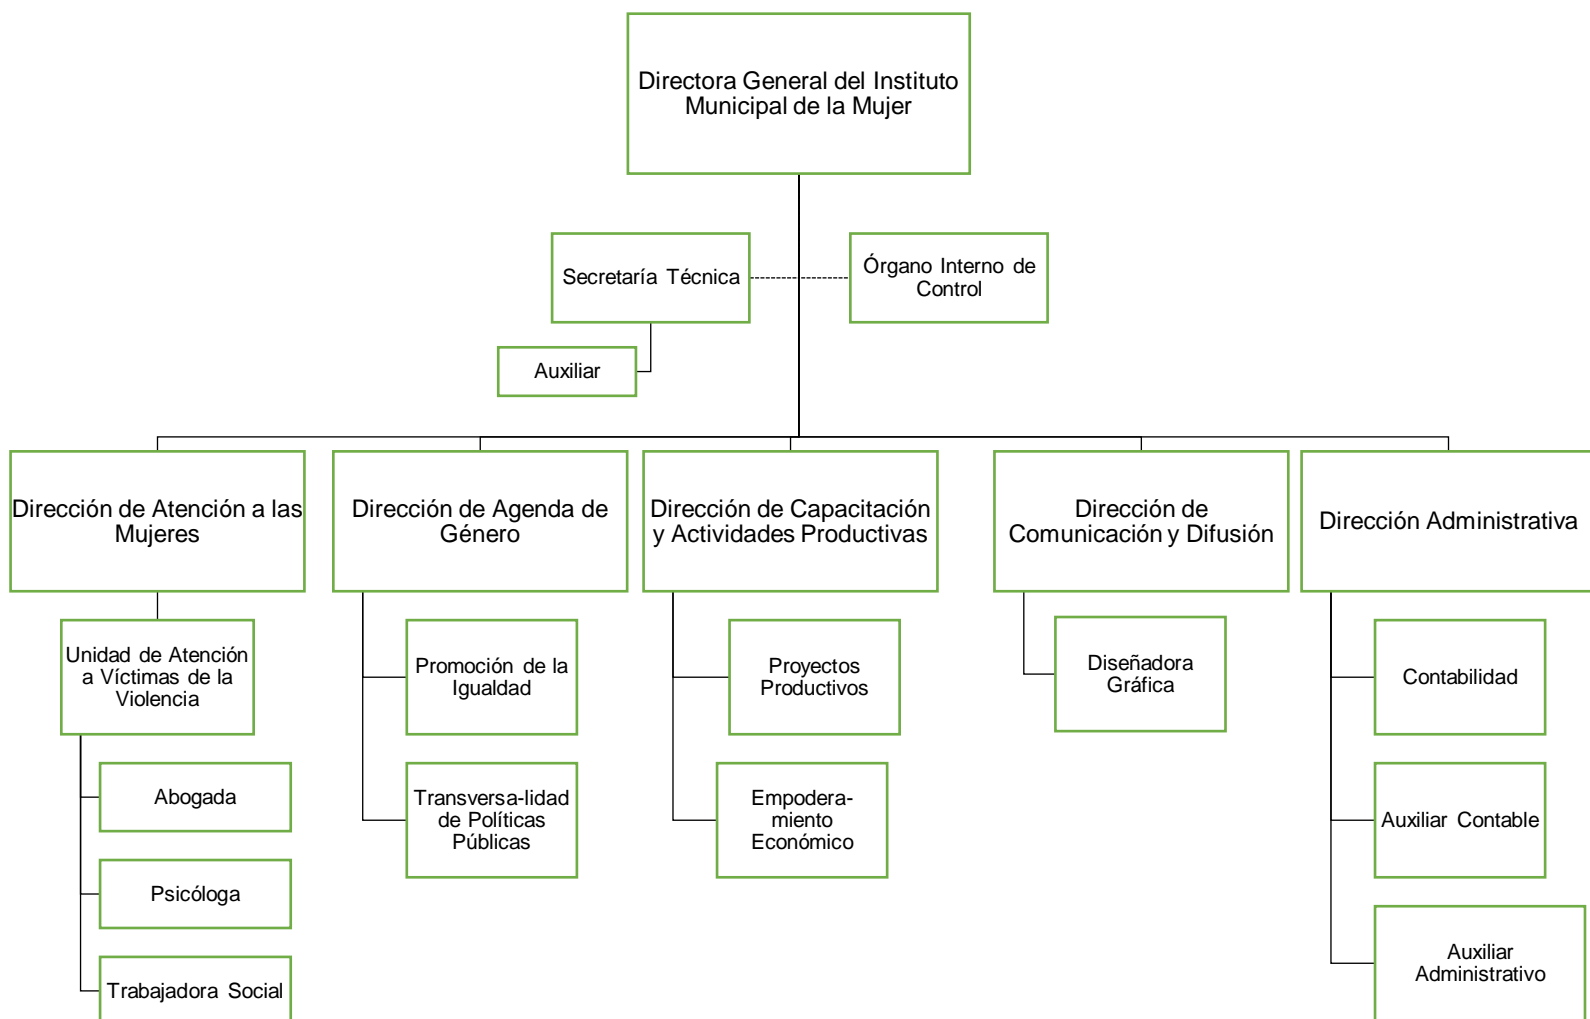 Directora General del Instituto
Municipal de la Mujer
Secretaría Técnica
Órgano Interno de
Control
Auxiliar
Dirección de Atención a las
Mujeres
Dirección de Agenda de
Género
Dirección de Capacitación
y Actividades Productivas
Dirección de
Comunicación y Difusión
Dirección Administrativa
Unidad de Atención
a Víctimas de la
Violencia
Abogada
Psicóloga
Trabajadora Social
Promoción de la
Igualdad
Transversa-lidad
de Políticas
Públicas
Proyectos
Productivos
Empodera-
miento
Económico
Diseñadora
Gráfica
Contabilidad
Auxiliar Contable
Auxiliar
Administrativo